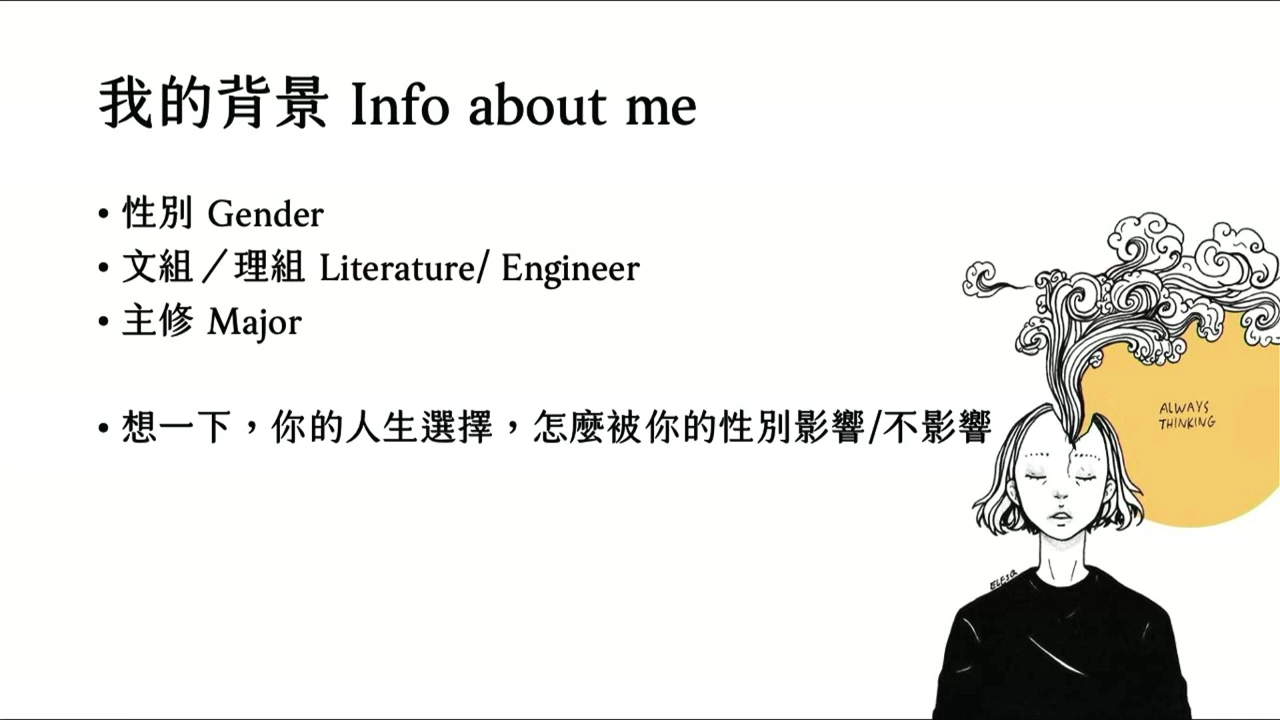 我的背景 Info about me
• 性別 Gender
• 文組／理組 Literature/ Engineer
• 主修 Major
• 想一下，你的人生選擇，怎麼被你的性別影響/不影響
ALWAYS
THINKING